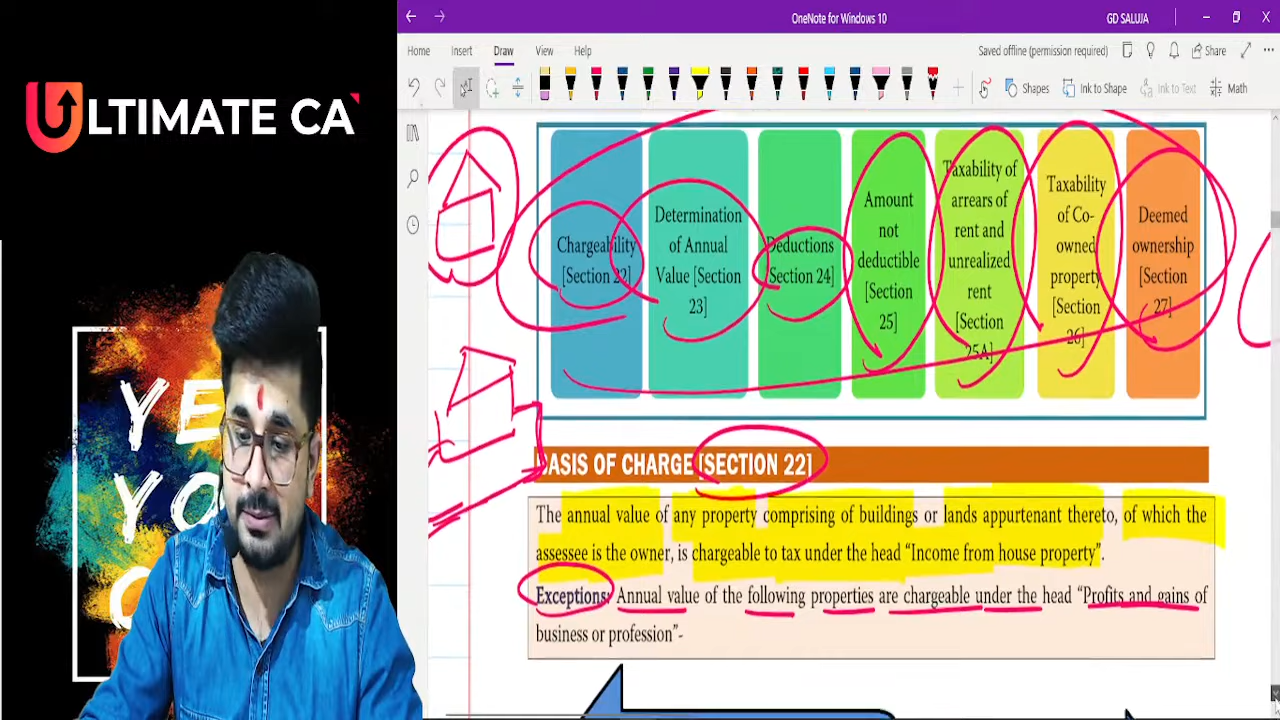 OneNote for Windows 10
GD SALUJA
Home
Insert
Draw
View
Help
Saved offline (permission required)
Share
Shapes
Ink to Shape
Ink to Text
Math
ULTIMATE CA
YE
YO
Chargeability
[Section 22]
Determination
of Annual
Value [Section
23]
Deductions
[Section 24]
Amount
not
deductible
[Section
25]
Taxability of
arrears of
rent and
unrealized
rent
[Section
25A]
Taxability
of Co-
owned
property
[Section
26]
Deemed
ownership
[Section
27]
BASIS OF CHARGE [SECTION 22]
The annual value of any property comprising of buildings or lands appurtenant thereto, of which the
assessee is the owner, is chargeable to tax under the head “Income from house property”.
Exceptions: Annual value of the following properties are chargeable under the head “Profits and gains of
business or profession”-